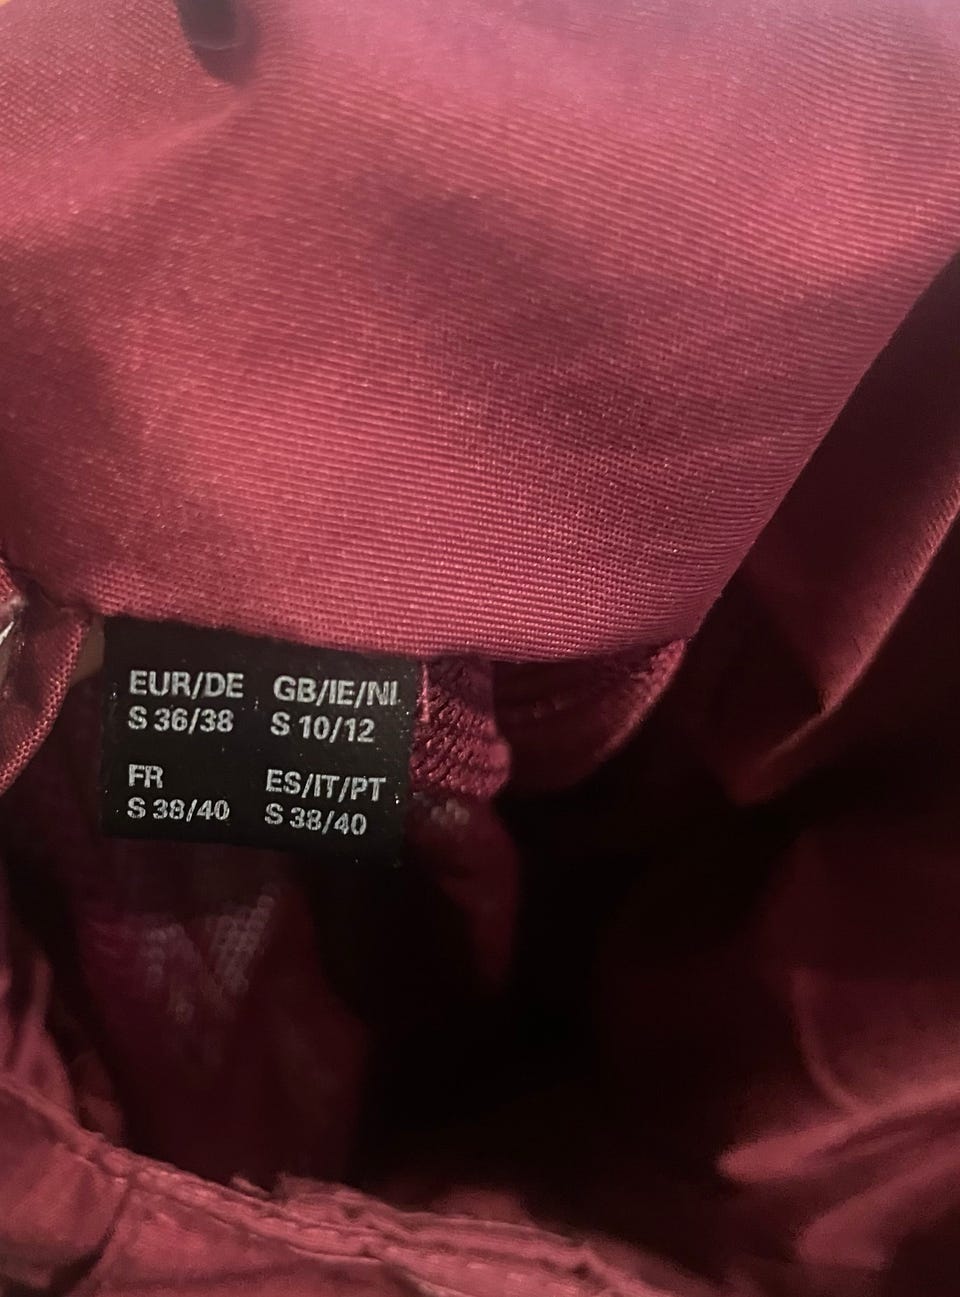 EUR/DE GB/IE/NI
S 36/38 S 10/12
FR ES/IT/PT
S 38/40 S 38/40